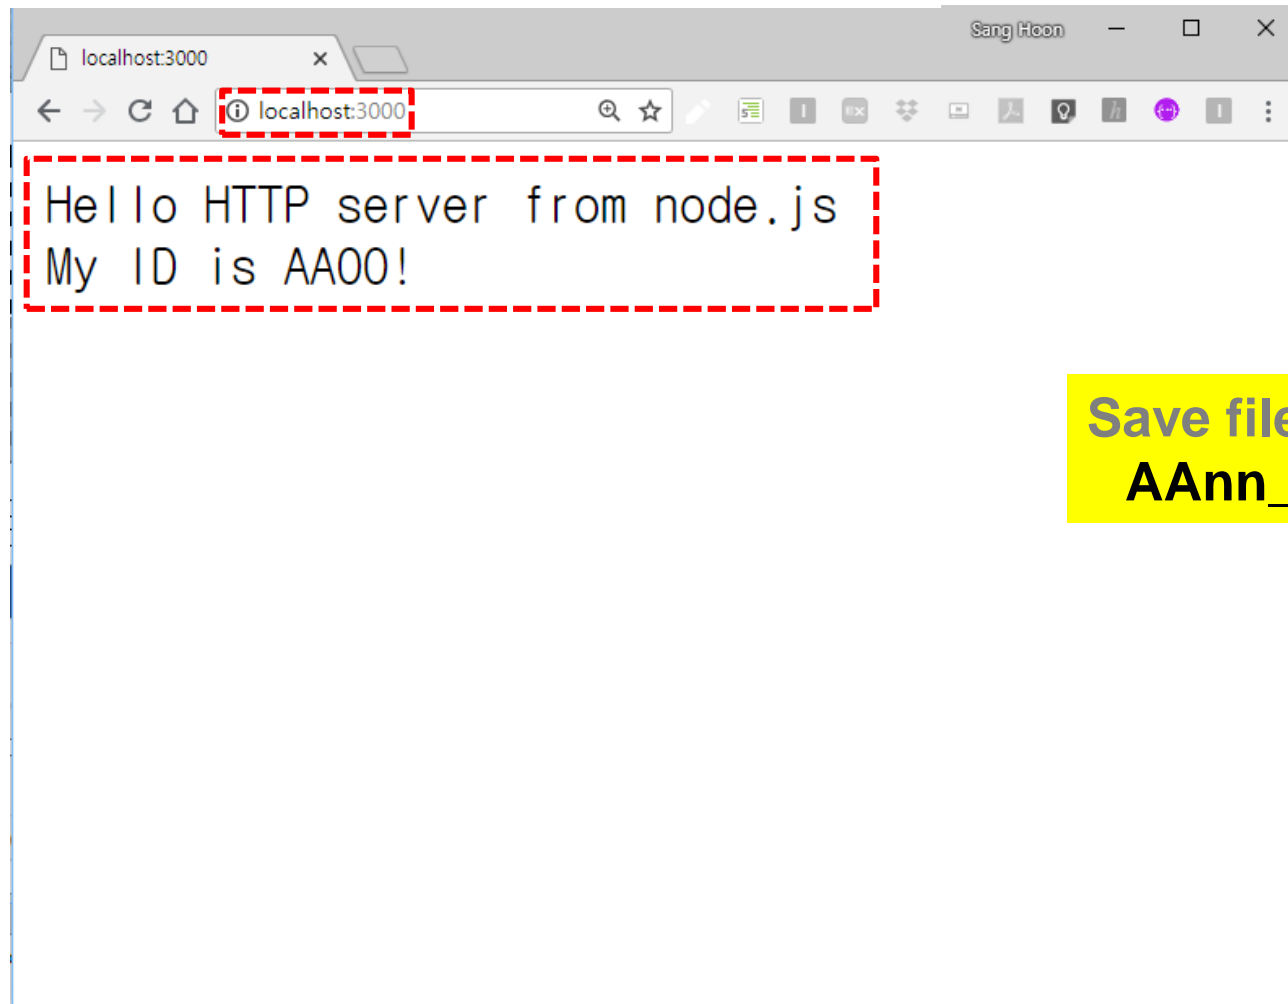 Sang Hoon
localhost:3000
localhost:3000
Hello HTTP server from node.js
My ID is AA00!
Save file
AAnn_